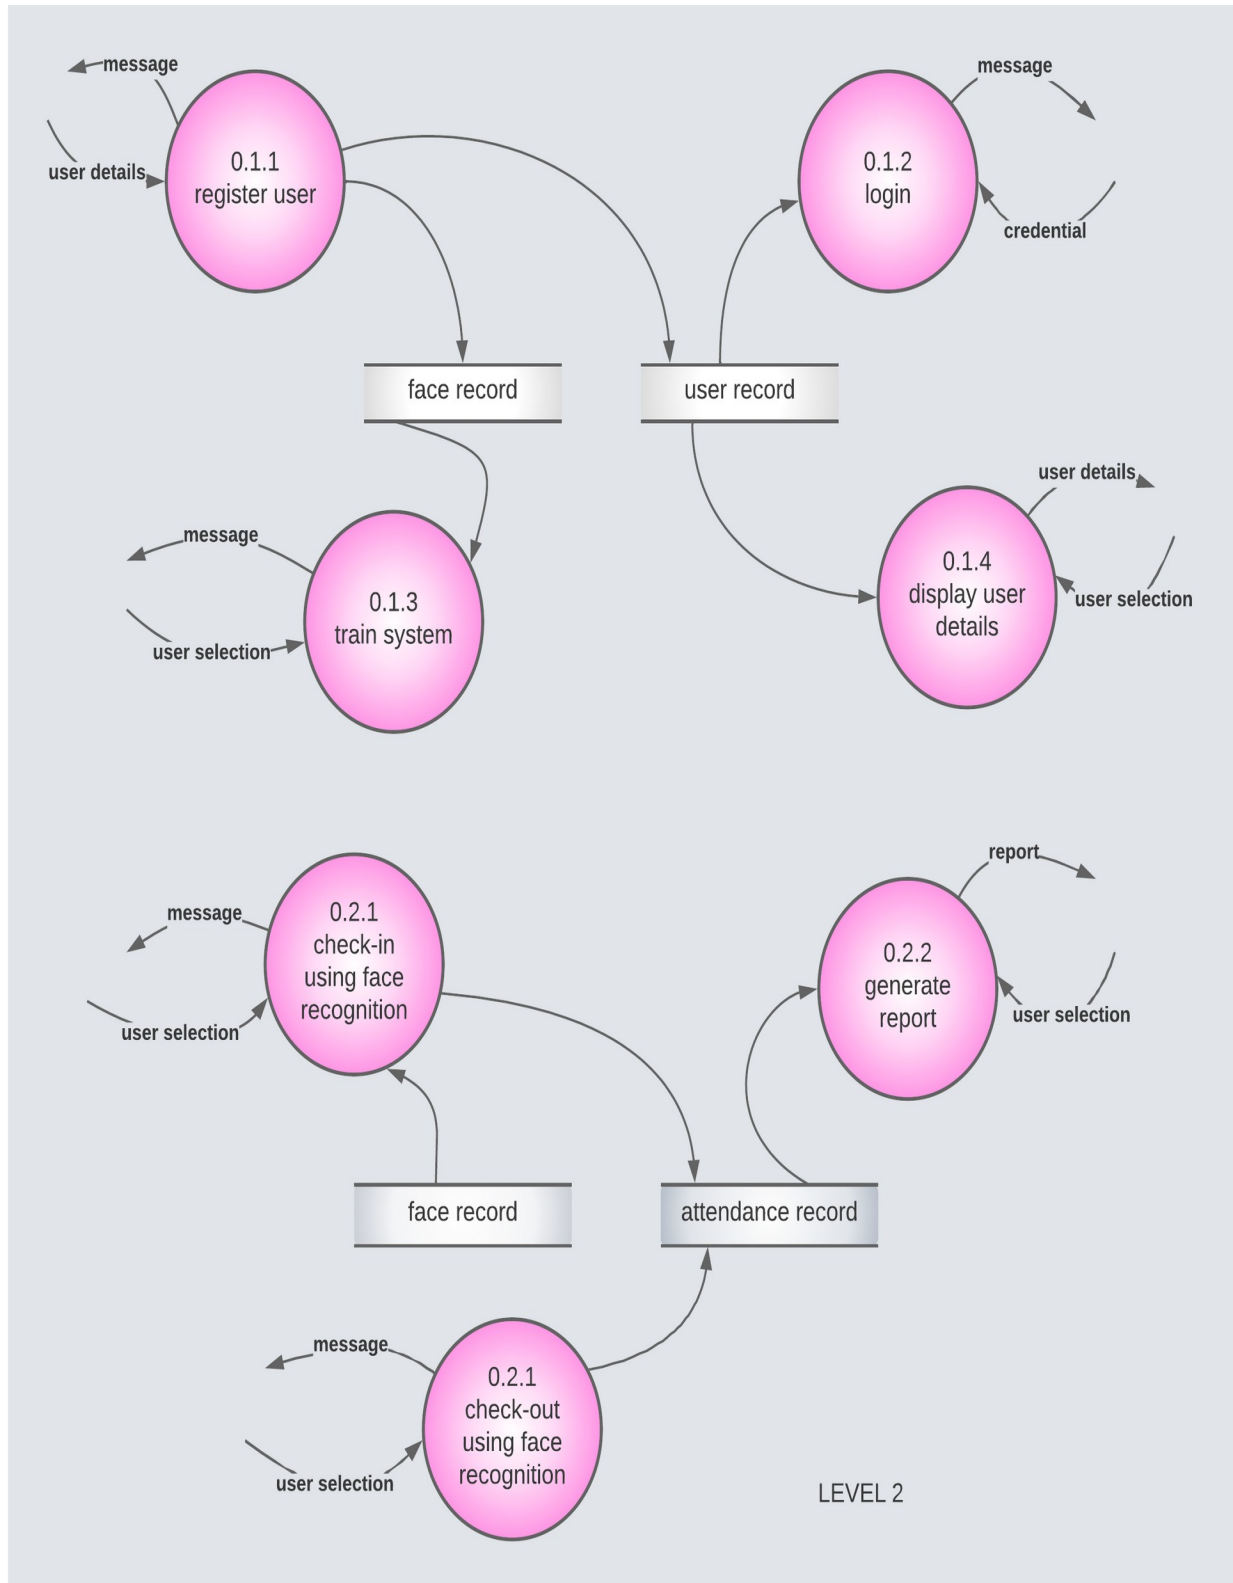 message
user details
0.1.1
register user
message
0.1.2
login
credential
face record
user record
message
user selection
0.1.3
train system
user details
0.1.4
display user
details
user selection
message
user selection
0.2.1
check-in
using face
recognition
report
0.2.2
generate
report
user selection
face record
attendance record
message
user selection
0.2.1
check-out
using face
recognition
LEVEL 2